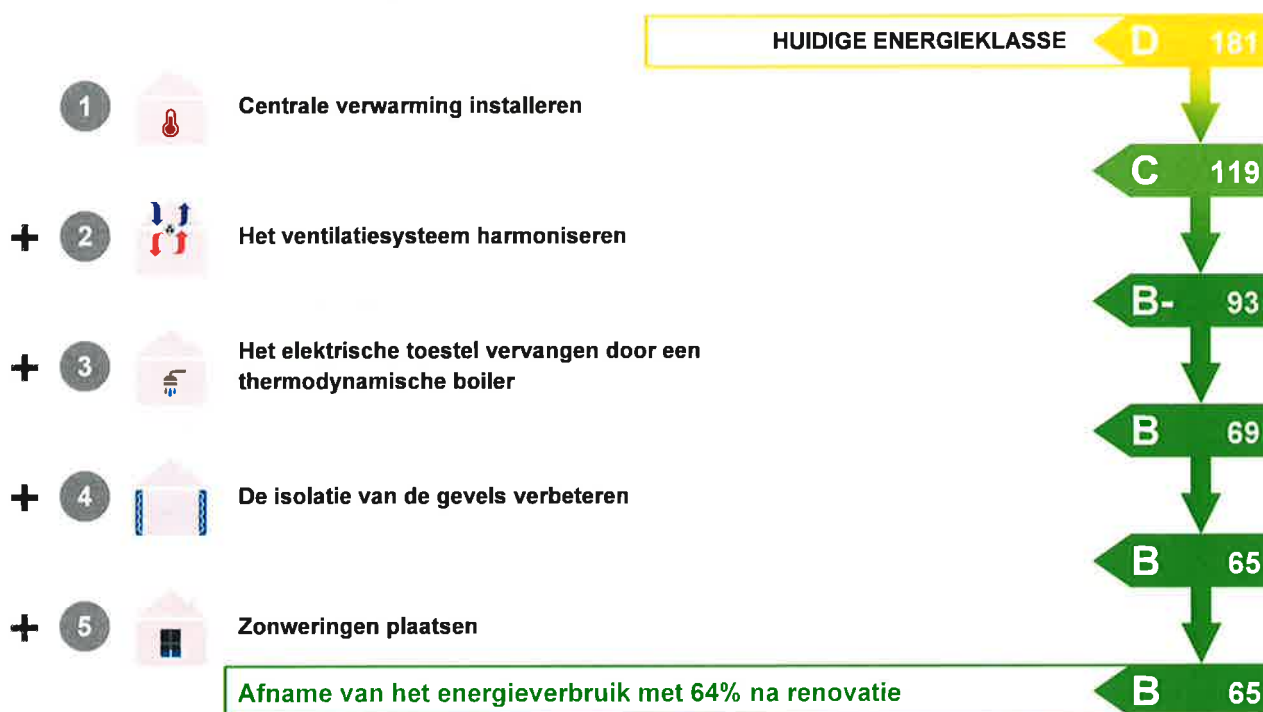 HUIDIGE ENERGIEKLASSE D 181
1 Centrale verwarming installeren
C 119
+ 2 Het ventilatiesysteem harmoniseren
B- 93
+ 3 Het elektrische toestel vervangen door een
thermodynamische boiler
B 69
+ 4 De isolatie van de gevels verbeteren
B 65
+ 5 Zonweringen plaatsen
Afname van het energieverbruik met 64% na renovatie B 65